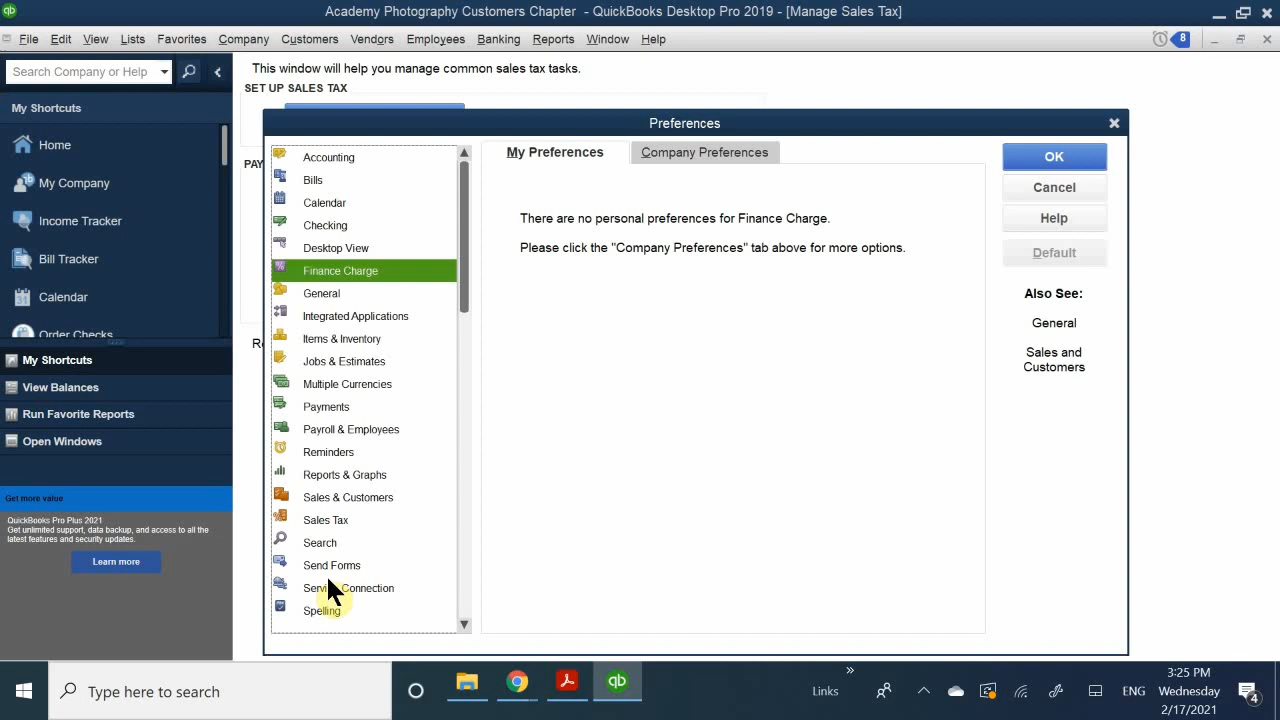 qb
Academy Photography Customers Chapter - QuickBooks Desktop Pro 2019 - [Manage Sales Tax]
File Edit View Lists Favorites Company Customers Vendors Employees Banking Reports Window Help
8
Search Company or Help
This window will help you manage common sales tax tasks.
SET UP SALES TAX
My Shortcuts
Home
My Company
Income Tracker
Bill Tracker
Calendar
Order Checks
My Shortcuts
View Balances
Run Favorite Reports
Open Windows
Get more value
QuickBooks Pro Plus 2021
Get unlimited support, data backup, and access to all the
latest features and security updates.
Learn more
PAY
Preferences
Accounting
Bills
Calendar
Checking
Desktop View
Finance Charge
General
Integrated Applications
Items & Inventory
Jobs & Estimates
Multiple Currencies
Payments
Payroll & Employees
Reminders
Reports & Graphs
Sales & Customers
Sales Tax
Search
Send Forms
Connection
Spelling
My Preferences
Company Preferences
There are no personal preferences for Finance Charge.
Please click the "Company Preferences" tab above for more options.
OK
Cancel
Help
Default
Also See:
General
Sales and
Customers
Type here to search
qb
Links
ENG
3:25 PM
Wednesday
2/17/2021
4